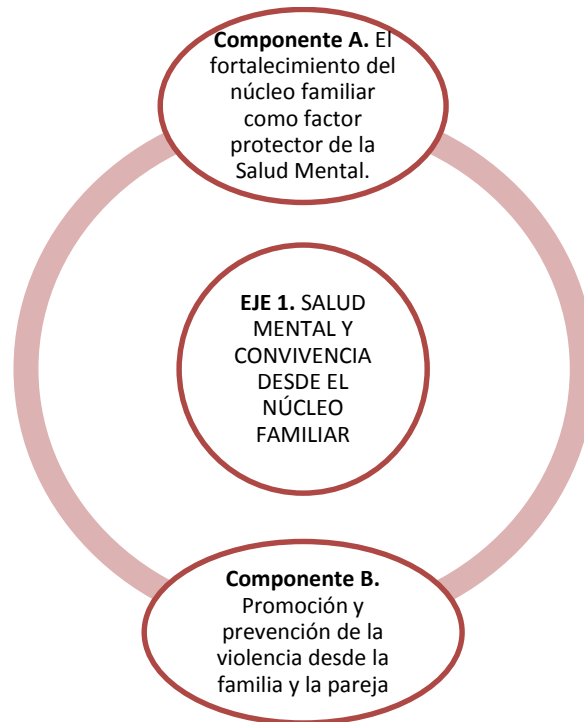 Componente A. El
fortalecimiento del
núcleo familiar
como factor
protector de la
Salud Mental.
EJE 1. SALUD
MENTAL Y
CONVIVENCIA
DESDE EL
NÚCLEO
FAMILIAR
Componente B.
Promoción y
prevención de la
violencia desde la
familia y la pareja